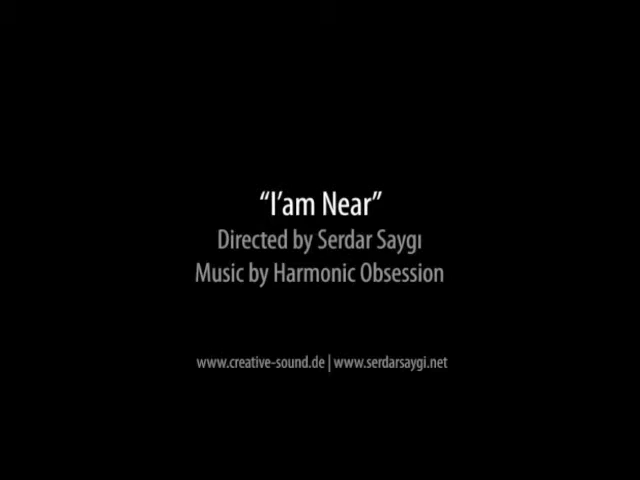 “I’am Near”
Directed by Serdar Saygı
Music by Harmonic Obsession
www.creative-sound.de | www.serdarsaygi.net